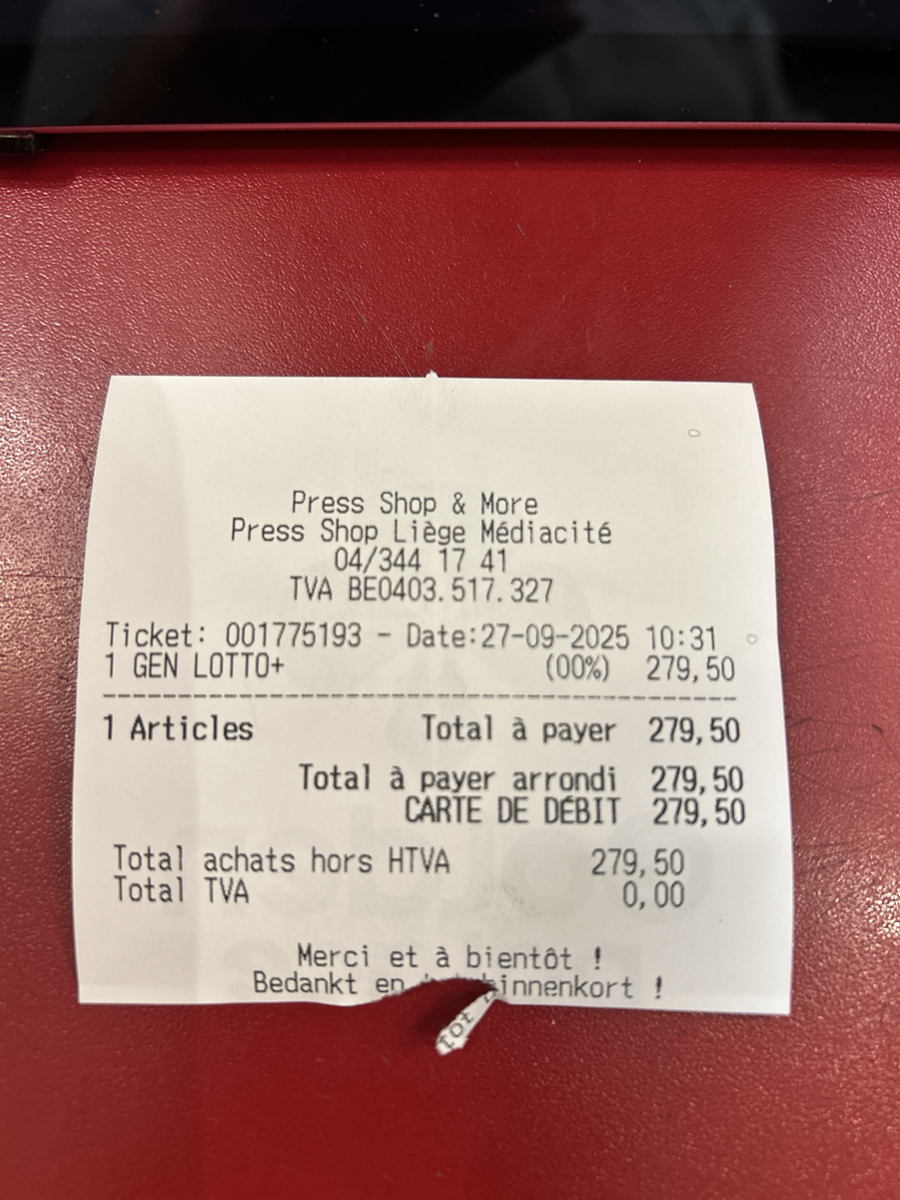 Press Shop & More
Press Shop Liège Médiacité
04/344 17 41
TVA BE0403.517.327
Ticket: 001775193 - Date:27-09-2025 10:31
1 GEN LOTTO+ (00%) 279,50
1 Articles Total à payer 279,50
Total à payer arrondi 279,50
CARTE DE DÉBIT 279,50
Total achats hors HTVA 279,50
Total TVA 0,00
Merci et à bientôt !
Bedankt en tot binnenkort !